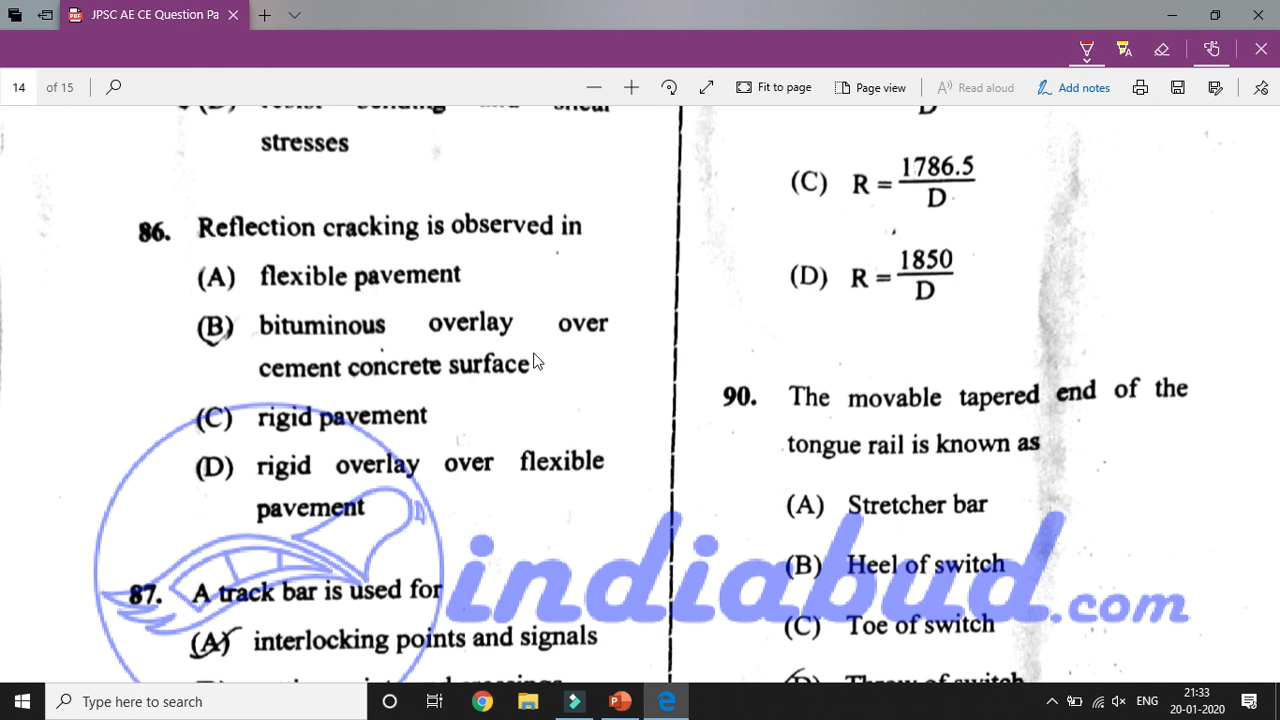 JPSC AE CE Question Pa
14 of 15
Fit to page
Page view
Read aloud
Add notes
stresses
86. Reflection cracking is observed in
(A) flexible pavement
(B) bituminous overlay over
cement concrete surface
(C) rigid pavement
(D) rigid overlay over flexible
pavement
87. A track bar is used for
(A) interlocking points and signals
D
(C) R = 1786.5
D
(D) R = 1850
D
90. The movable tapered end of the
tongue rail is known as
(A) Stretcher bar
(B) Heel of switch
(C) Toe of switch
(D) Throw of switch
indiabud.com
Type here to search
ENG
21:33
20-01-2020